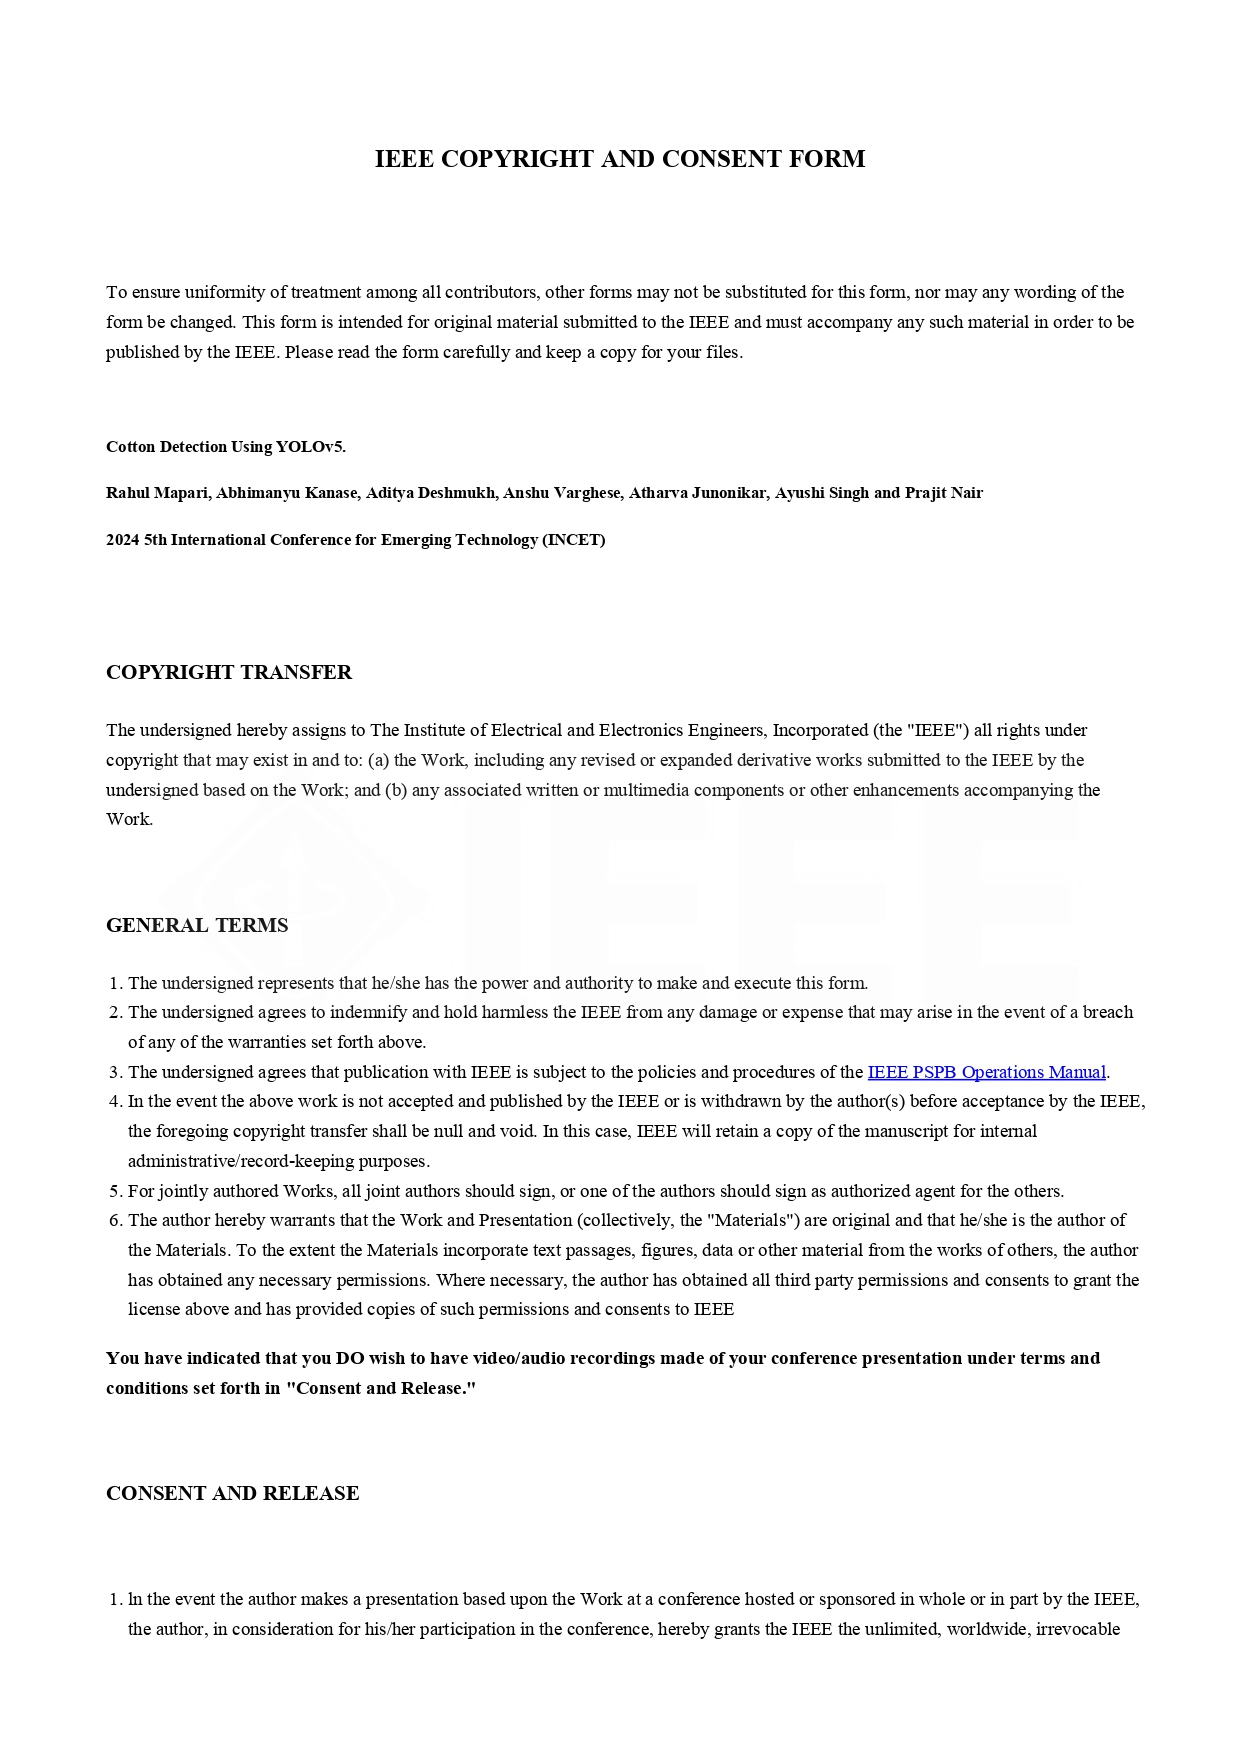 IEEE COPYRIGHT AND CONSENT FORM
To ensure uniformity of treatment among all contributors, other forms may not be substituted for this form, nor may any wording of the
form be changed. This form is intended for original material submitted to the IEEE and must accompany any such material in order to be
published by the IEEE. Please read the form carefully and keep a copy for your files.
Cotton Detection Using YOLOv5.
Rahul Mapari, Abhimanyu Kanase, Aditya Deshmukh, Anshu Varghese, Atharva Junonikar, Ayushi Singh and Prajit Nair
2024 5th International Conference for Emerging Technology (INCET)
COPYRIGHT TRANSFER
The undersigned hereby assigns to The Institute of Electrical and Electronics Engineers, Incorporated (the "IEEE") all rights under
copyright that may exist in and to: (a) the Work, including any revised or expanded derivative works submitted to the IEEE by the
undersigned based on the Work; and (b) any associated written or multimedia components or other enhancements accompanying the
Work.
GENERAL TERMS
1. The undersigned represents that he/she has the power and authority to make and execute this form.
2. The undersigned agrees to indemnify and hold harmless the IEEE from any damage or expense that may arise in the event of a breach
of any of the warranties set forth above.
3. The undersigned agrees that publication with IEEE is subject to the policies and procedures of the IEEE PSPB Operations Manual.
4. In the event the above work is not accepted and published by the IEEE or is withdrawn by the author(s) before acceptance by the IEEE,
the foregoing copyright transfer shall be null and void. In this case, IEEE will retain a copy of the manuscript for internal
administrative/record-keeping purposes.
5. For jointly authored Works, all joint authors should sign, or one of the authors should sign as authorized agent for the others.
6. The author hereby warrants that the Work and Presentation (collectively, the "Materials") are original and that he/she is the author of
the Materials. To the extent the Materials incorporate text passages, figures, data or other material from the works of others, the author
has obtained any necessary permissions. Where necessary, the author has obtained all third party permissions and consents to grant the
license above and has provided copies of such permissions and consents to IEEE
You have indicated that you DO wish to have video/audio recordings made of your conference presentation under terms and
conditions set forth in "Consent and Release."
CONSENT AND RELEASE
1. ln the event the author makes a presentation based upon the Work at a conference hosted or sponsored in whole or in part by the IEEE,
the author, in consideration for his/her participation in the conference, hereby grants the IEEE the unlimited, worldwide, irrevocable